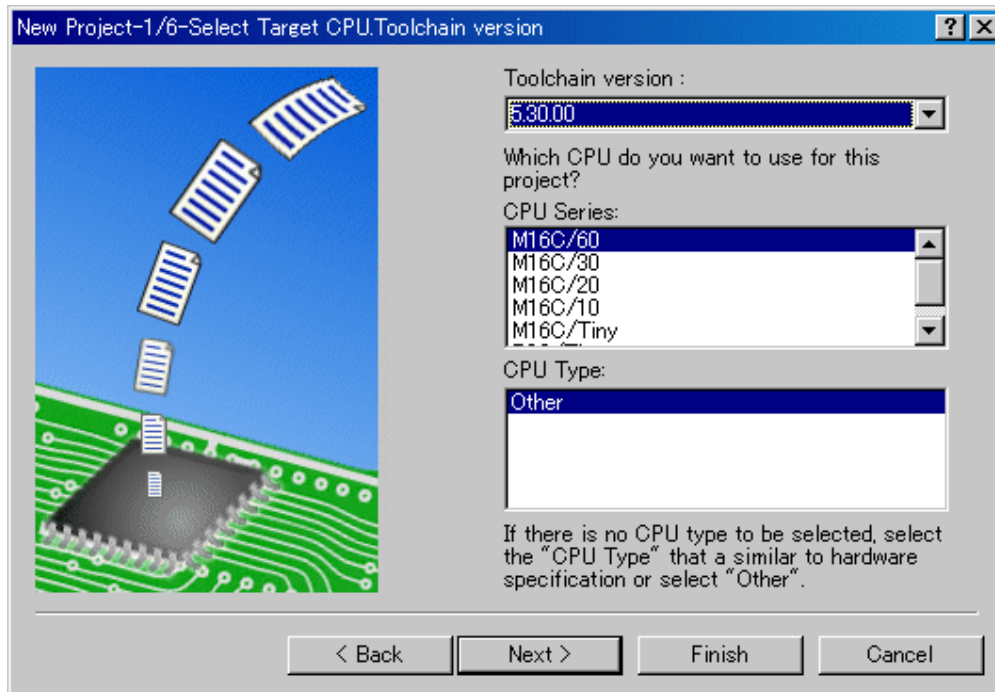 New Project-1/6-Select Target CPU.Toolchain version
Toolchain version :
5.30.00
Which CPU do you want to use for this
project?
CPU Series:
M16C/60
M16C/30
M16C/20
M16C/10
M16C/Tiny
CPU Type:
Other
If there is no CPU type to be selected, select
the "CPU Type" that a similar to hardware
specification or select "Other".
< Back
Next >
Finish
Cancel